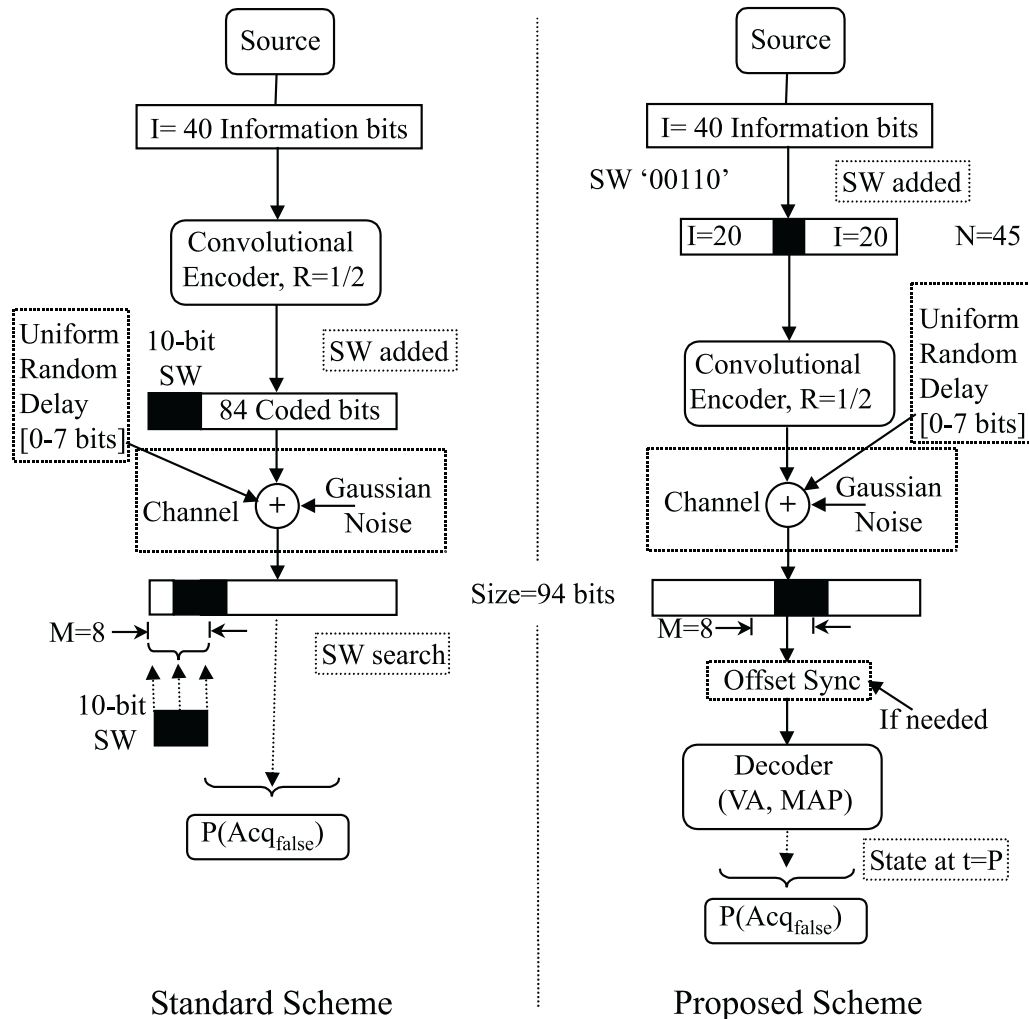 Source
I= 40 Information bits
Convolutional
Encoder, R=1/2
Uniform
Random
Delay
[0-7 bits]
10-bit
SW
SW added
84 Coded bits
Channel
+
Gaussian
Noise
M=8
SW search
10-bit
SW
P(Acqfalse)
Standard Scheme
Size=94 bits
Source
I= 40 Information bits
SW ‘00110’
SW added
I=20
I=20
N=45
Uniform
Random
Delay
[0-7 bits]
Convolutional
Encoder, R=1/2
Channel
+
Gaussian
Noise
M=8
Offset Sync
If needed
Decoder
(VA, MAP)
State at t=P
P(Acqfalse)
Proposed Scheme